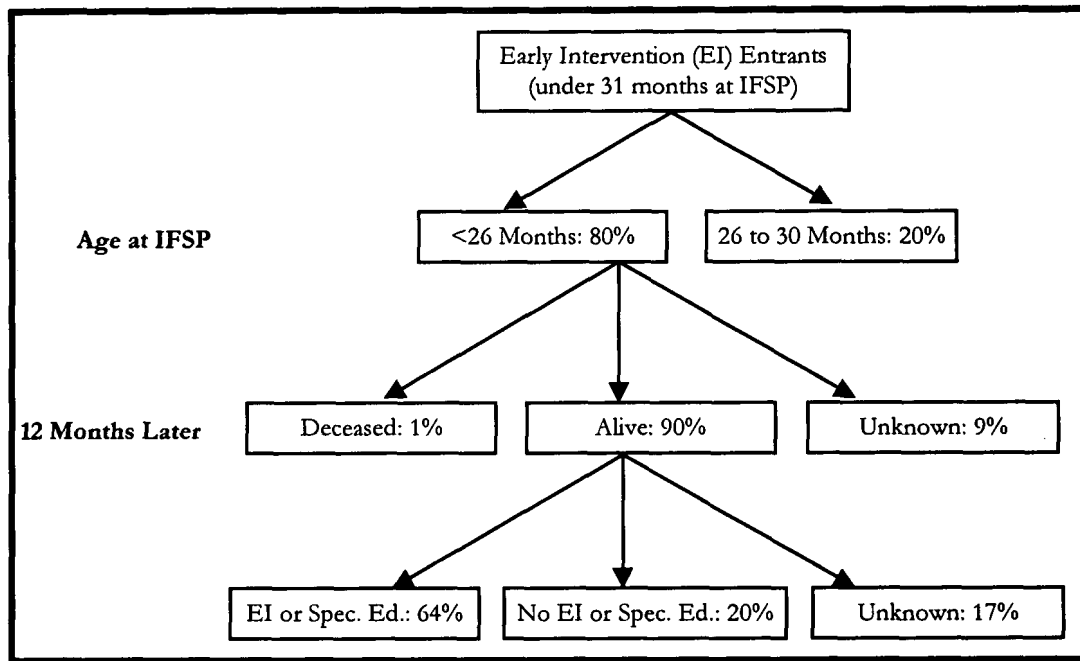 Early Intervention (EI) Entrants
(under 31 months at IFSP)
Age at IFSP
<26 Months: 80%
26 to 30 Months: 20%
12 Months Later
Deceased: 1%
Alive: 90%
Unknown: 9%
EI or Spec. Ed.: 64%
No EI or Spec. Ed.: 20%
Unknown: 17%